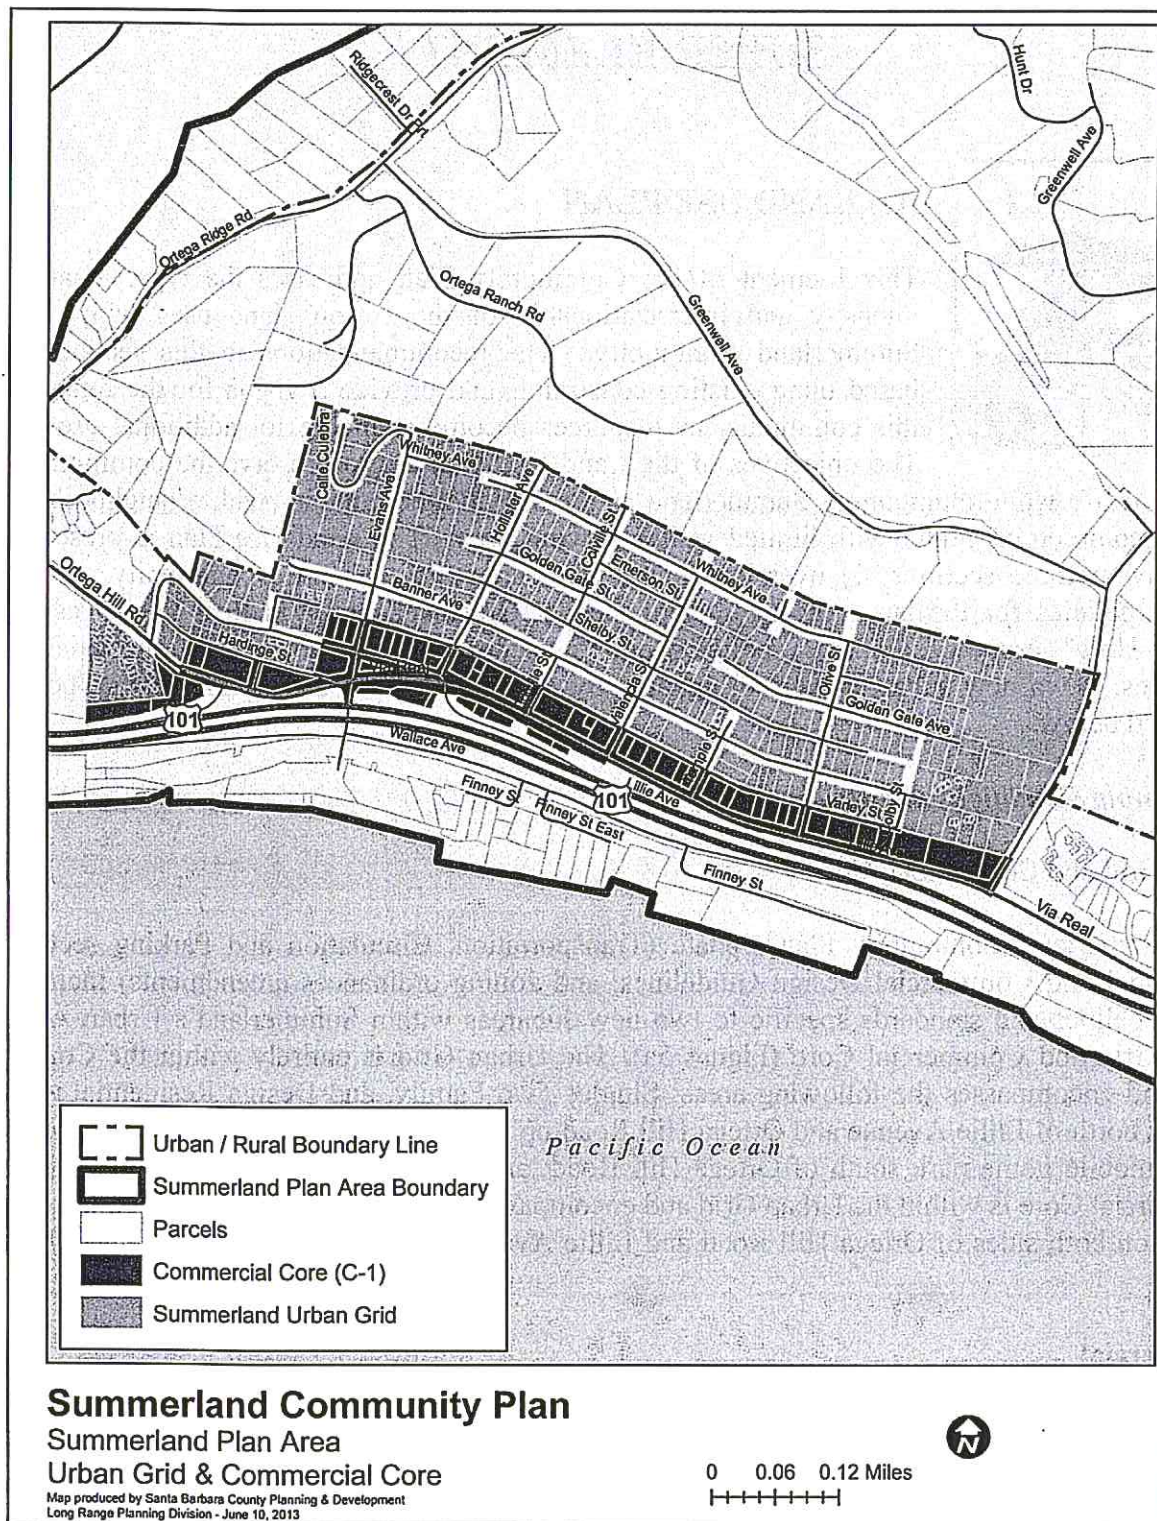 Ridgecrest Dr Prt
Hunt Dr
Greenwell Ave
Ortega Ridge Rd
Ortega Ranch Rd
Greenwell Ave
Calle Culebra
Whitney Ave
Evans Ave
Hollister Ave
Colville St
Golden Gate St
Emerson St
Whitney Ave
Ortega Hill Rd
Banner Ave
Shelby St
Hardinge St
Valencia St
Olive St
Golden Gate Ave
101
Wallace Ave
Lillie Ave
Varley St
Finney St
101
Finney St East
Finney St
Via Real
Pacific Ocean
Urban / Rural Boundary Line
Summerland Plan Area Boundary
Parcels
Commercial Core (C-1)
Summerland Urban Grid
Summerland Community Plan
Summerland Plan Area
Urban Grid & Commercial Core
Map produced by Santa Barbara County Planning & Development
Long Range Planning Division - June 10, 2013
N
0 0.06 0.12 Miles